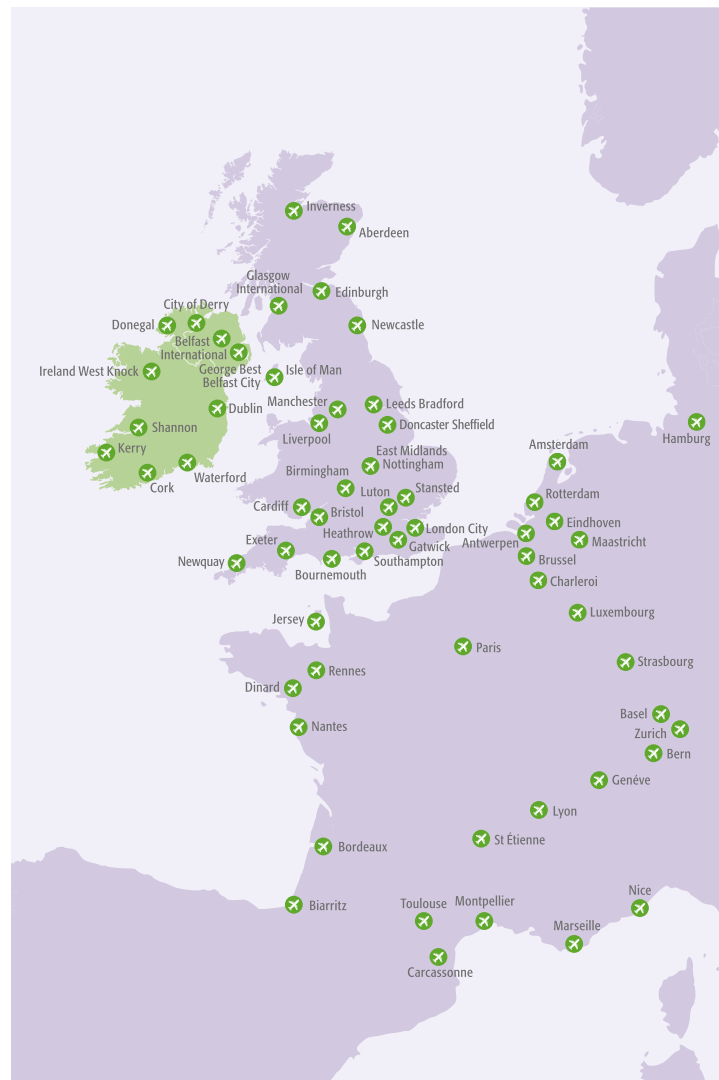 Inverness
Aberdeen
Glasgow
International
Edinburgh
City of Derry
Donegal
Newcastle
Belfast
International
George Best
Belfast City
Isle of Man
Ireland West Knock
Manchester
Leeds Bradford
Dublin
Liverpool
Doncaster Sheffield
Shannon
Hamburg
Kerry
East Midlands
Nottingham
Amsterdam
Cork
Waterford
Birmingham
Luton
Stansted
Rotterdam
Cardiff
Bristol
Heathrow
London City
Eindhoven
Exeter
Gatwick
Antwerpen
Maastricht
Newquay
Bournemouth
Southampton
Brussel
Charleroi
Jersey
Luxembourg
Paris
Strasbourg
Rennes
Dinard
Basel
Nantes
Zurich
Bern
Genéve
Lyon
Bordeaux
St Étienne
Biarritz
Toulouse
Montpellier
Nice
Marseille
Carcassonne